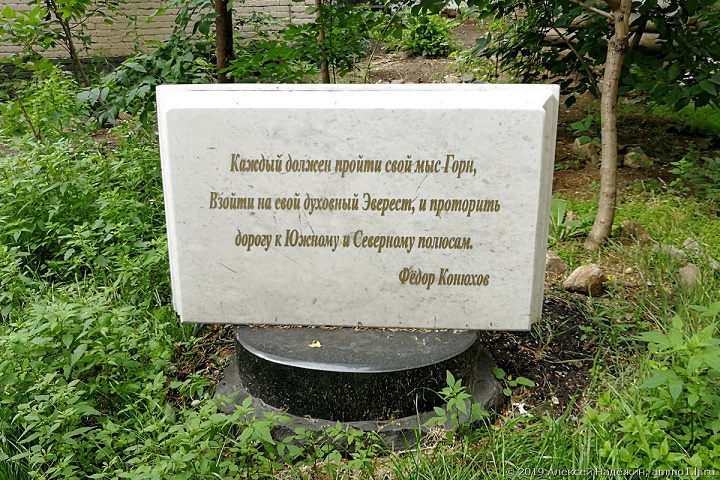 Каждый должен пройти свой мыс Горн,
Взойти на свой духовный Эверест, и проторить
дорогу к Южному и Северному полюсам.
Фёдор Конюхов
© 2019 Алексей Надёжин, ammo1.lj.ru